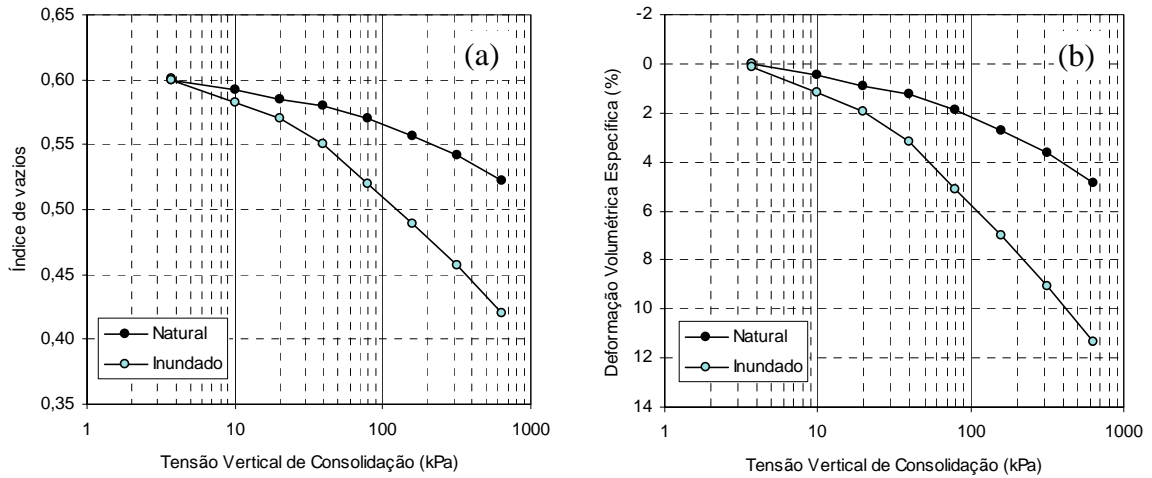 (a)
0,65
0,60
0,55
0,50
0,45
0,40
0,35
Índice de vazios
Natural
Inundado
1
10
100
1000
Tensão Vertical de Consolidação (kPa)
(b)
-2
0
2
4
6
8
10
12
14
Deformação Volumétrica Específica (%)
Natural
Inundado
1
10
100
1000
Tensão Vertical de Consolidação (kPa)